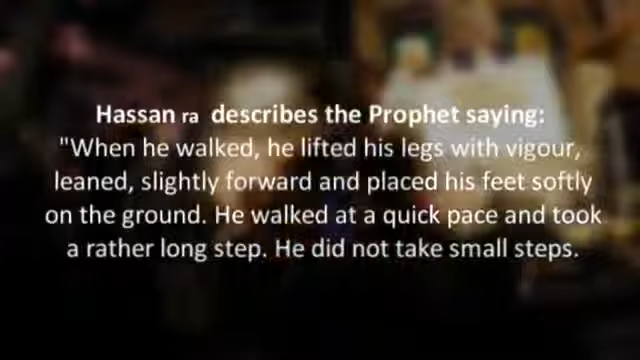 Hassan ra describes the Prophet saying:
"When he walked, he lifted his legs with vigour,
leaned, slightly forward and placed his feet softly
on the ground. He walked at a quick pace and took
a rather long step. He did not take small steps.